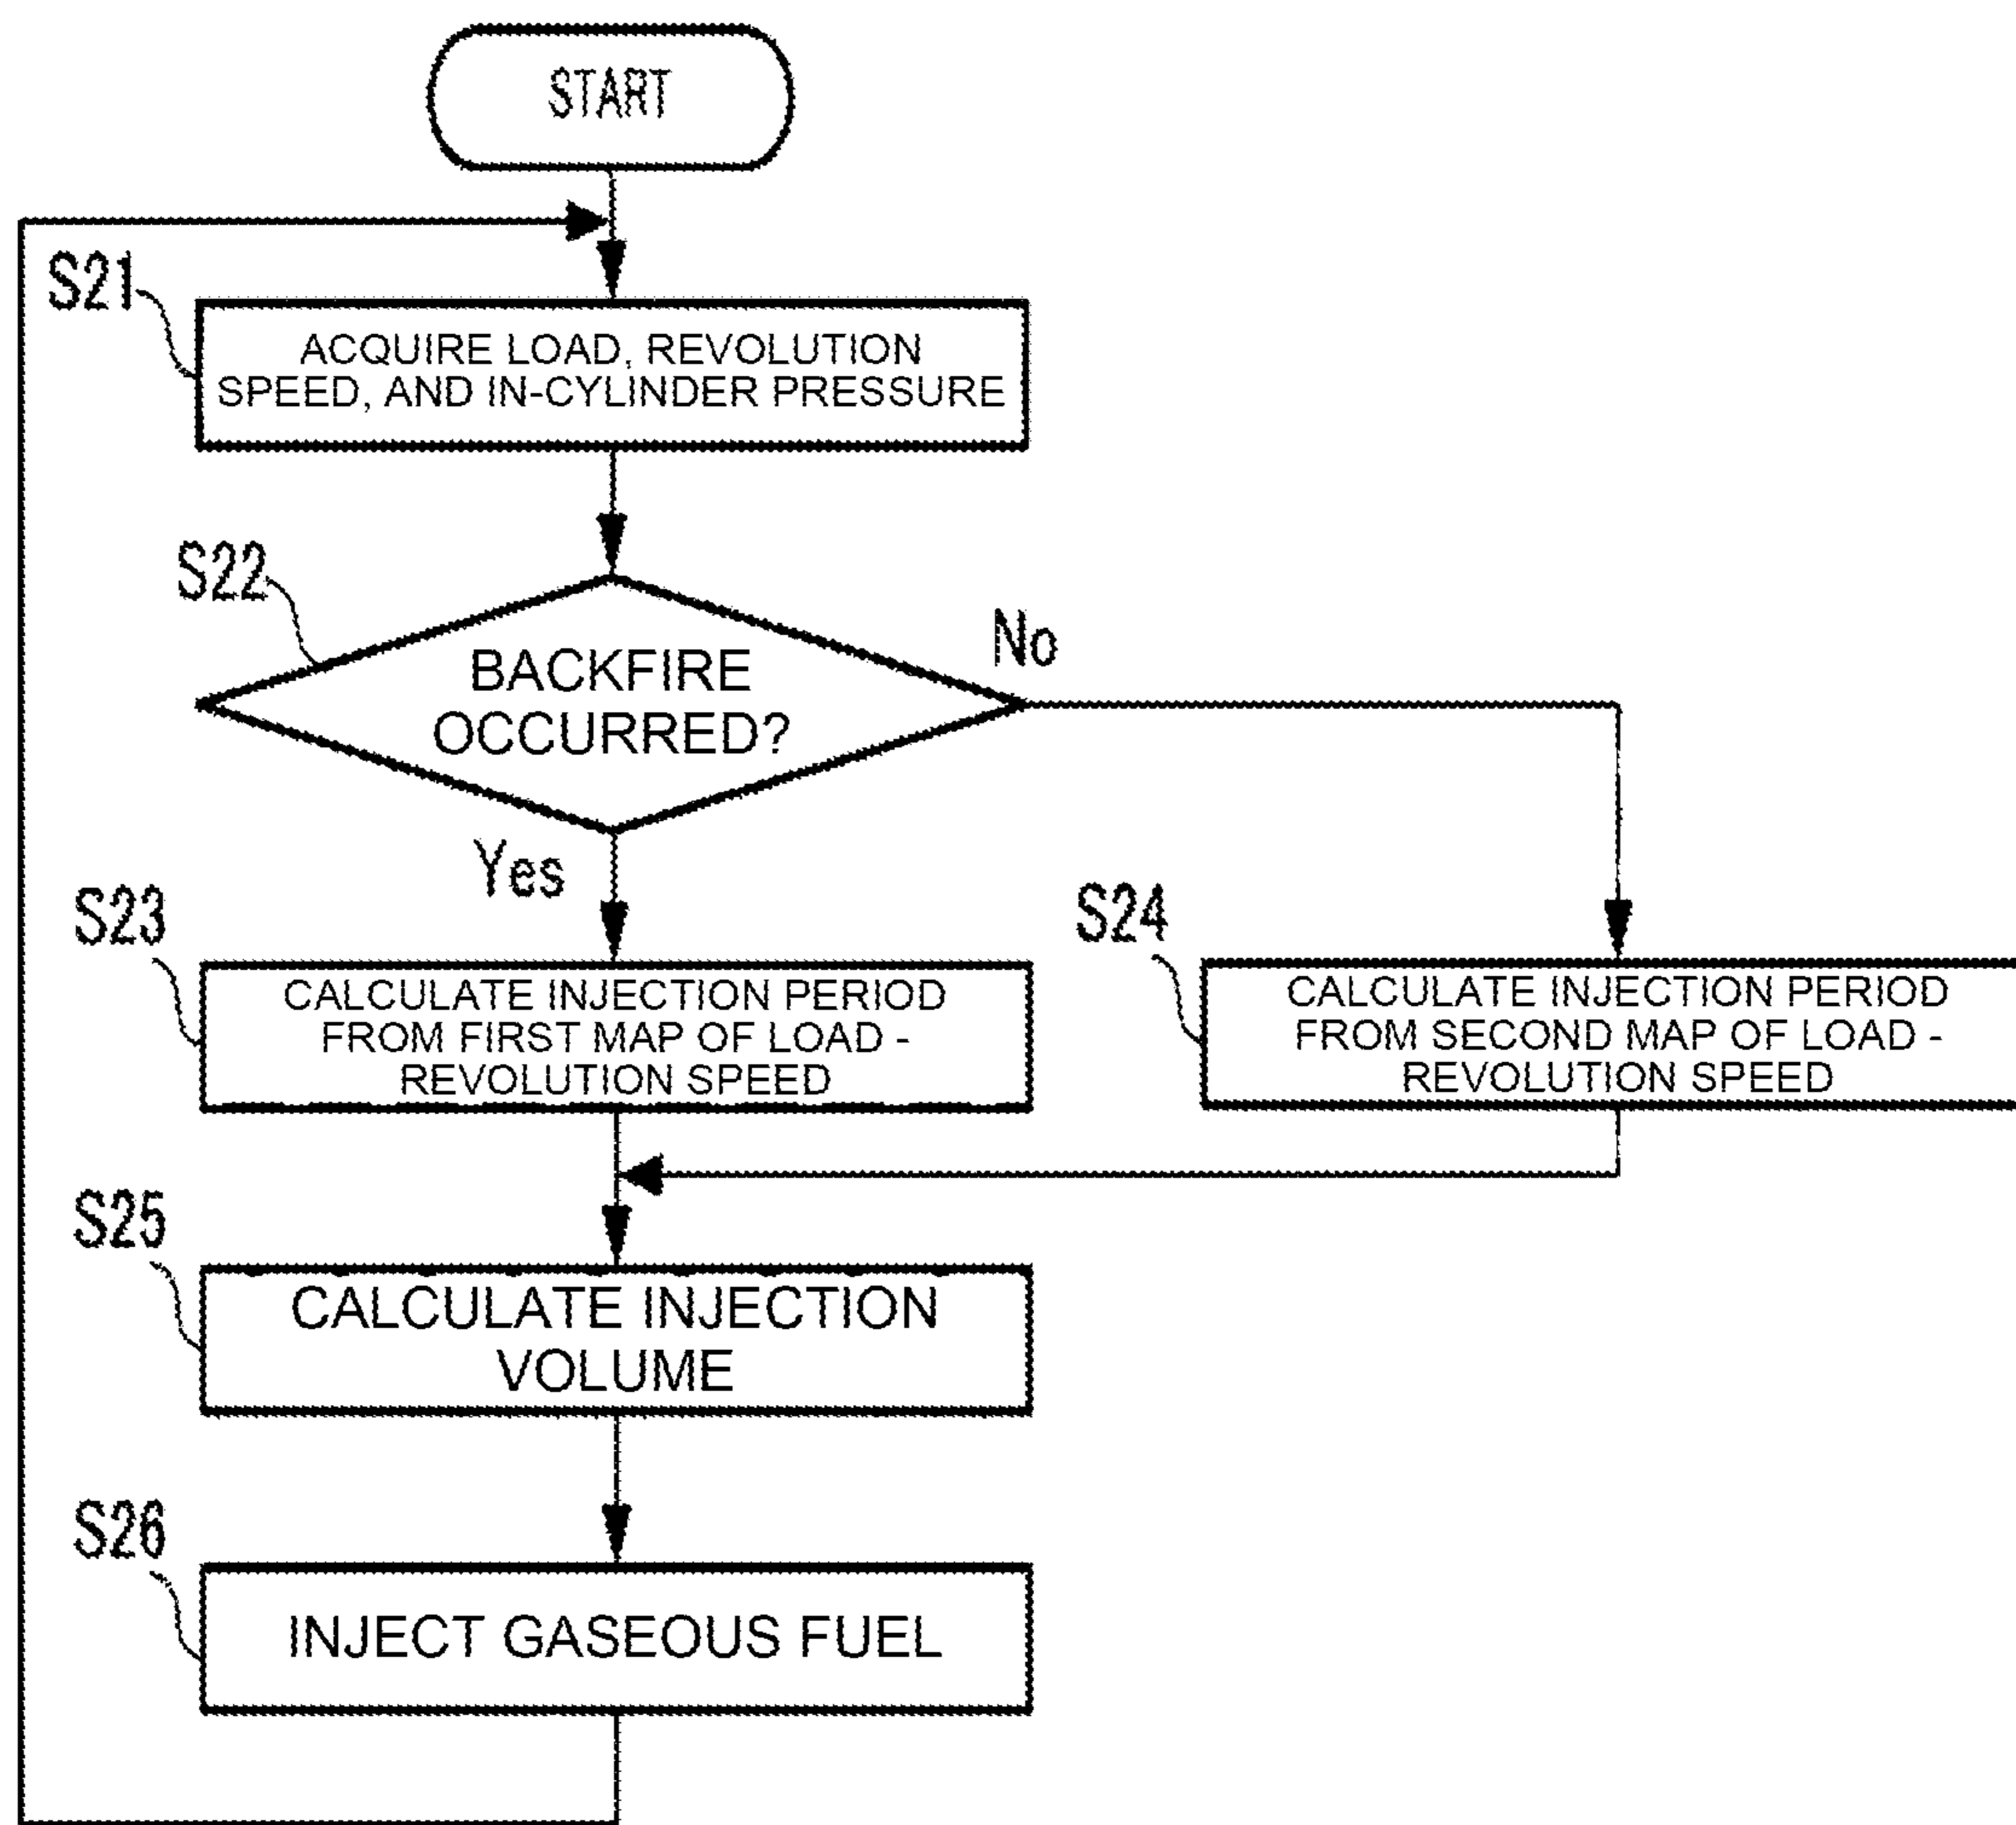 START
S21
ACQUIRE LOAD, REVOLUTION
SPEED, AND IN-CYLINDER PRESSURE
S22
BACKFIRE
OCCURRED?
No
Yes
S23
CALCULATE INJECTION PERIOD
FROM FIRST MAP OF LOAD -
REVOLUTION SPEED
S24
CALCULATE INJECTION PERIOD
FROM SECOND MAP OF LOAD -
REVOLUTION SPEED
S25
CALCULATE INJECTION
VOLUME
S26
INJECT GASEOUS FUEL